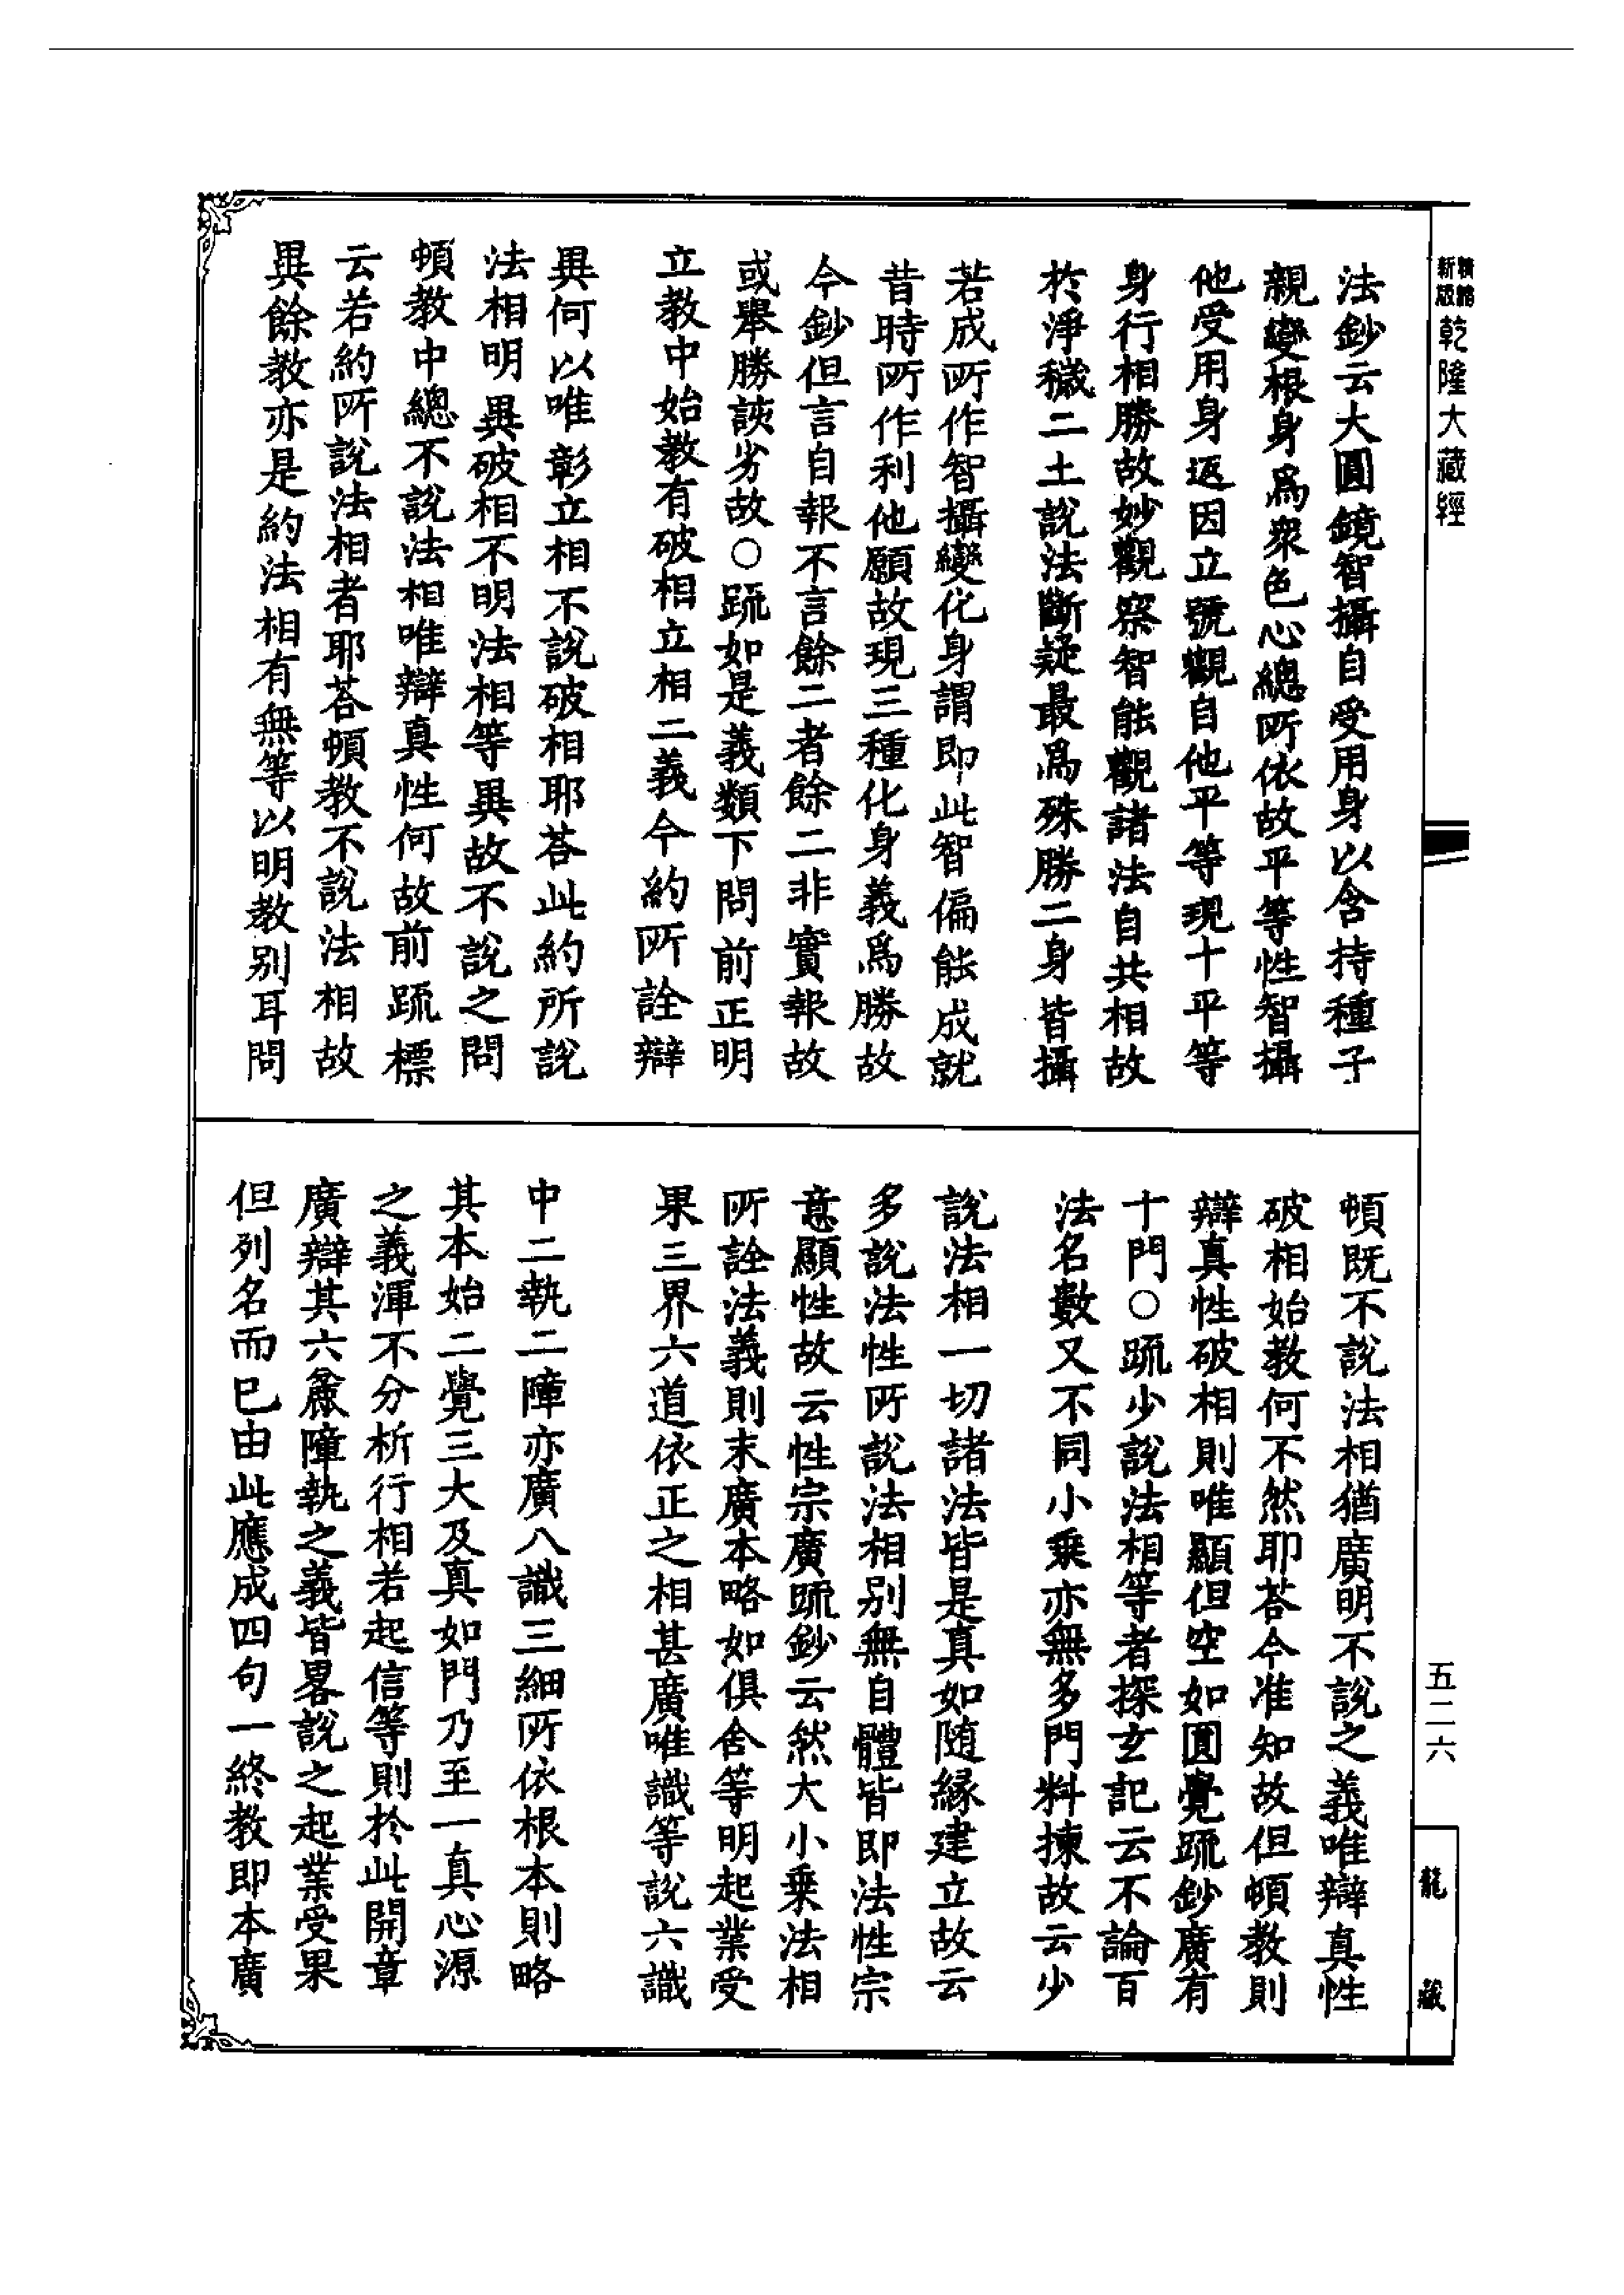 精編
新版
乾隆大藏經
法鈔云大圓鏡智攝自受用身以含持種子
親變根身爲衆色心總所依故平等性智攝
他受用身返因立號觀自他平等現十平等
身行相勝故妙觀察智能觀諸法自共相故
於淨穢二土說法斷疑最爲殊勝二身皆攝
若成所作智攝變化身謂即此智偏能成就
昔時所作利他願故現三種化身義爲勝故
今鈔但言自報不言餘二者餘二非實報故
或舉勝該劣故○䟽如是義類下問前正明
立教中始教有破相立相二義今約所詮辯
異何以唯彰立相不說破相耶荅此約所說
法相明異破相不明法相等異故不說之問
頓教中總不說法相唯辯真性何故前䟽標
云若約所說法相者耶荅頓教不說法相故
異餘教亦是約法相有無等以明教别耳問
頓既不說法相猶廣明不說之義唯辯真性
破相始教何不然耶荅今准知故但頓教則
辯真性破相則唯顯但空如圓覺䟽鈔廣有
十門○䟽少說法相等者探玄記云不論百
法名數又不同小乘亦無多門料揀故云少
說法相一切諸法皆是真如随緣建立故云
多說法性所說法相别無自體皆即法性宗
意顯性故云性宗廣䟽鈔云然大小乘法相
所詮法義則末廣本略如俱舍等明起業受
果三界六道依正之相甚廣唯識等說六識
中二執二障亦廣八識三細所依根本則略
其本始二覺三大及真如門乃至一真心源
之義渾不分析行相若起信等則於此開章
廣辯其六麄障執之義皆畧說之起業受果
但列名而已由此應成四句一終教即本廣
五二六
龍藏